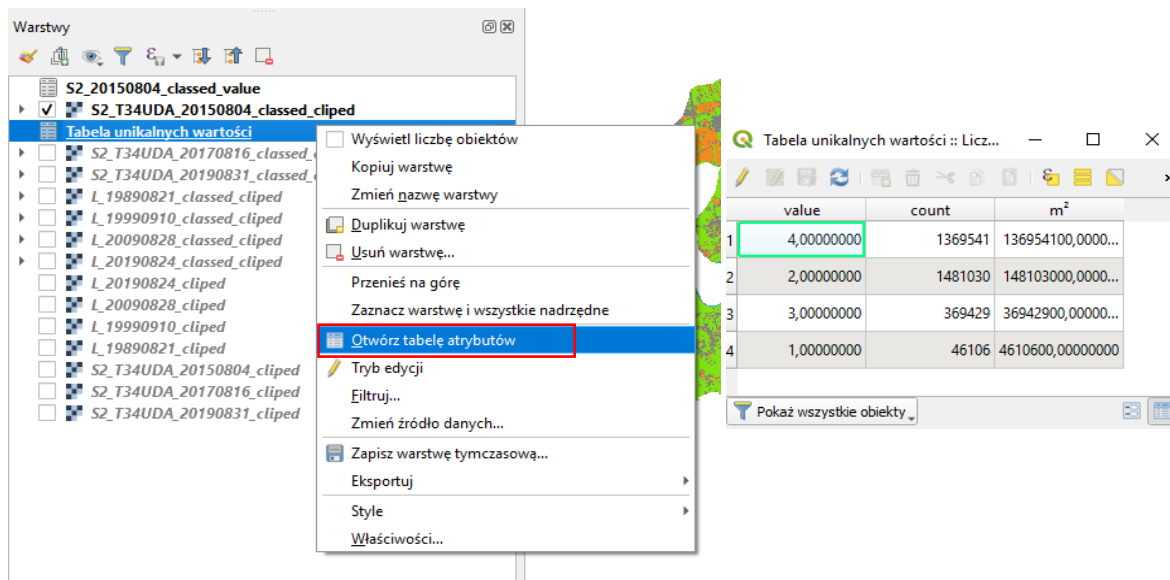 Warstwy
S2_20150804_classed_value
S2_T34UDA_20150804_classed_cliped
Tabela unikalnych wartości
S2_T34UDA_20170816_classed_
S2_T34UDA_20190831_classed_
L_19890821_classed_cliped
L_19990910_classed_cliped
L_20090828_classed_cliped
L_20190824_classed_cliped
L_20190824_cliped
L_20090828_cliped
L_19990910_cliped
L_19890821_cliped
S2_T34UDA_20150804_cliped
S2_T34UDA_20170816_cliped
S2_T34UDA_20190831_cliped
Wyświetl liczbę obiektów
Kopiuj warstwę
Zmień nazwę warstwy
Duplikuj warstwę
Usuń warstwę...
Przenieś na górę
Zaznacz warstwę i wszystkie nadrzędne
Otwórz tabelę atrybutów
Tryb edycji
Filtruj...
Zmień źródło danych...
Zapisz warstwę tymczasową...
Eksportuj
Style
Właściwości...
Tabela unikalnych wartości :: Licz...
value count m²
1 4,00000000 1369541 136954100,0000...
2 2,00000000 1481030 148103000,0000...
3 3,00000000 369429 36942900,00000...
4 1,00000000 46106 4610600,00000000
Pokaż wszystkie obiekty